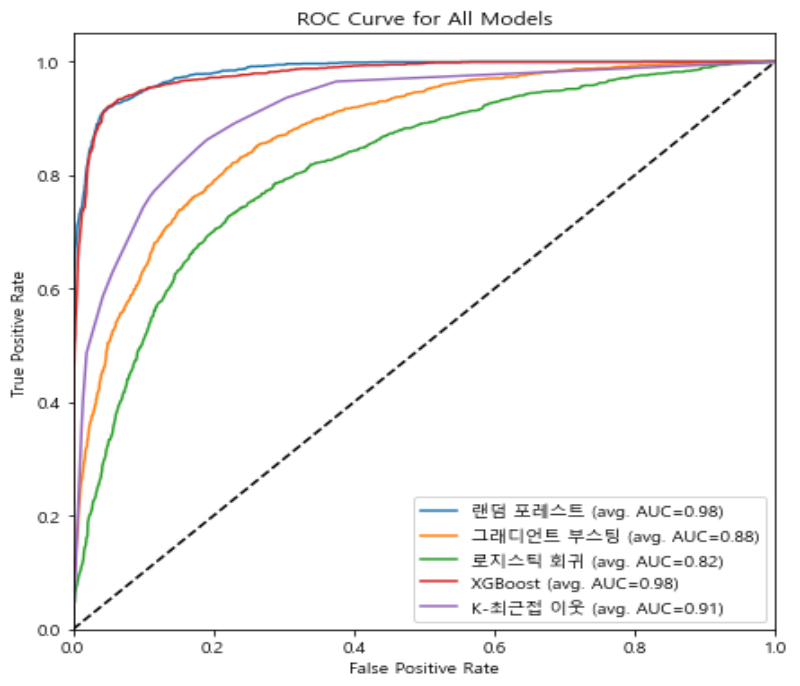 ROC Curve for All Models
True Positive Rate
1.0
0.8
0.6
0.4
0.2
0.0
랜덤 포레스트 (avg. AUC=0.98)
그래디언트 부스팅 (avg. AUC=0.88)
로지스틱 회귀 (avg. AUC=0.82)
XGBoost (avg. AUC=0.98)
K-최근접 이웃 (avg. AUC=0.91)
0.0 0.2 0.4 0.6 0.8 1.0
False Positive Rate